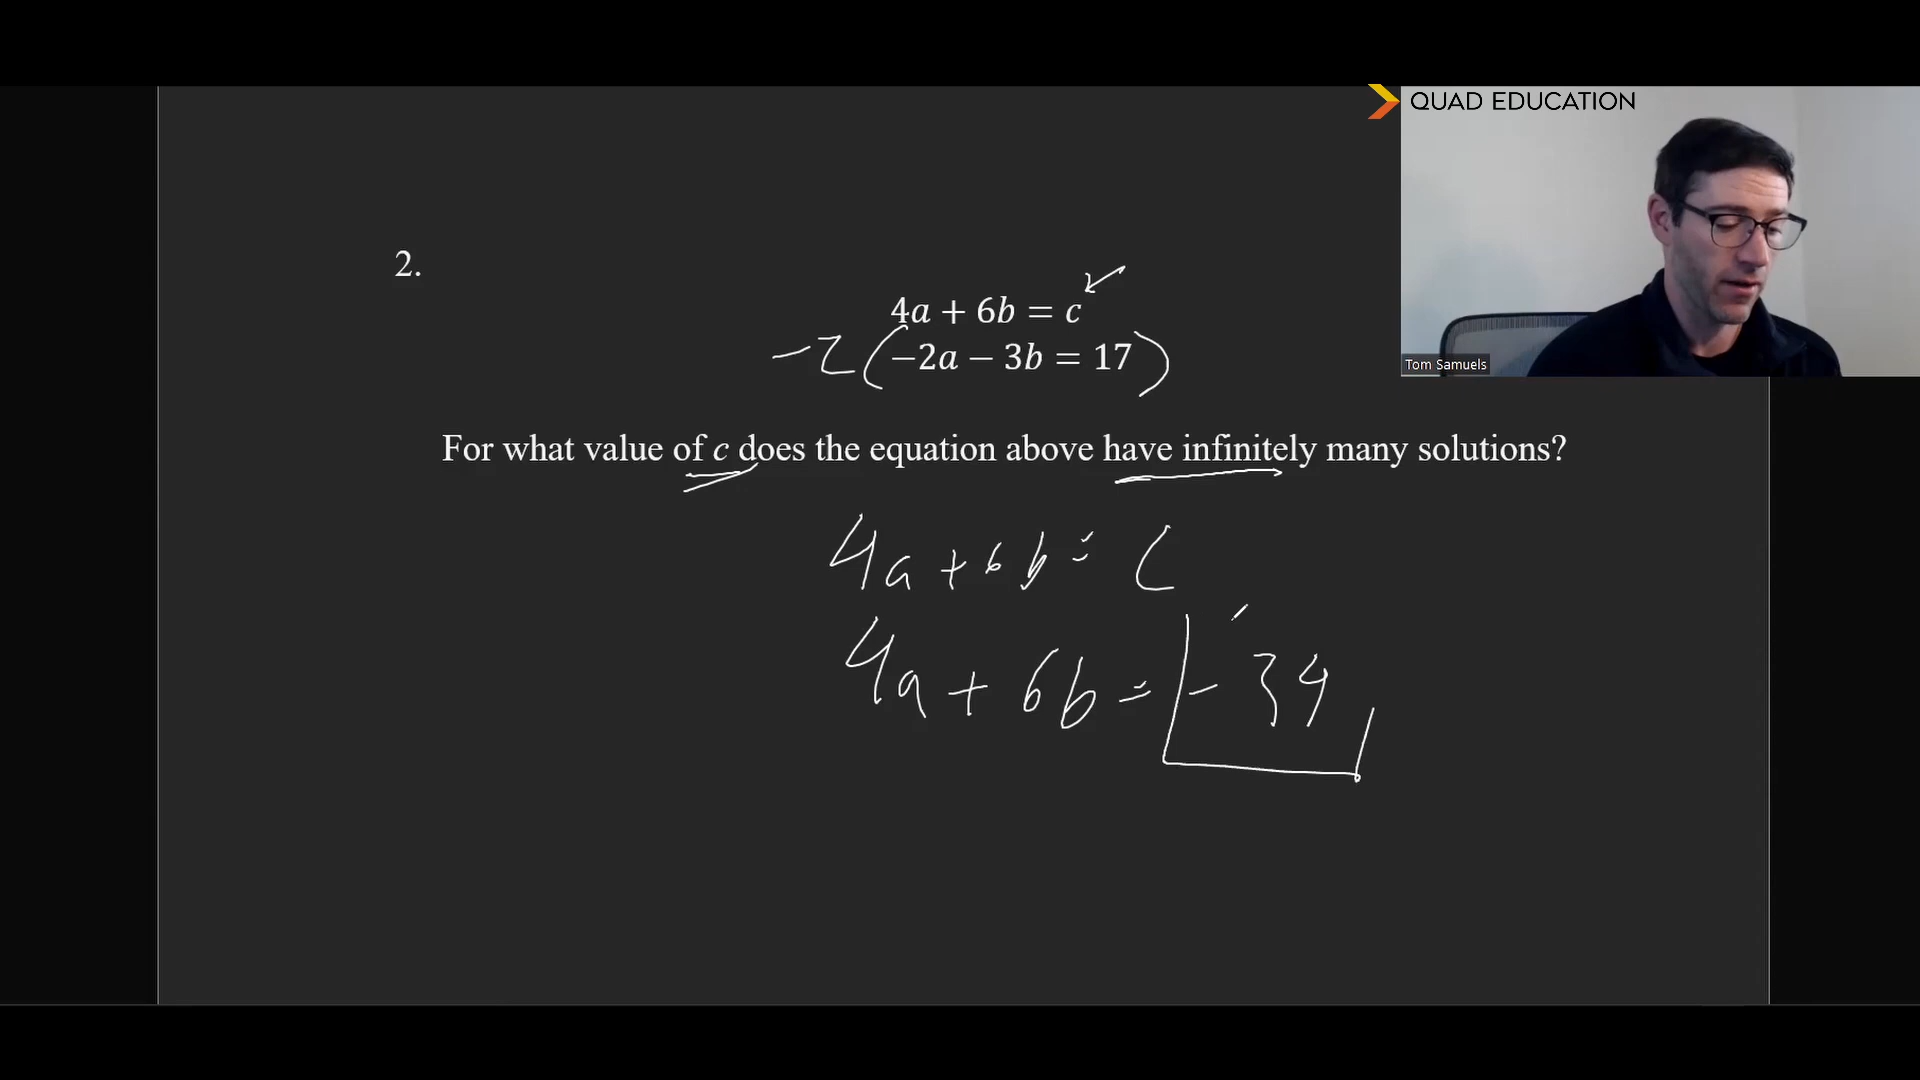 QUAD EDUCATION
Tom Samuels
2.
4a + 6b = c
-2(−2a − 3b = 17)
For what value of c does the equation above have infinitely many solutions?
4a + 6b = C
4a + 6b = -34